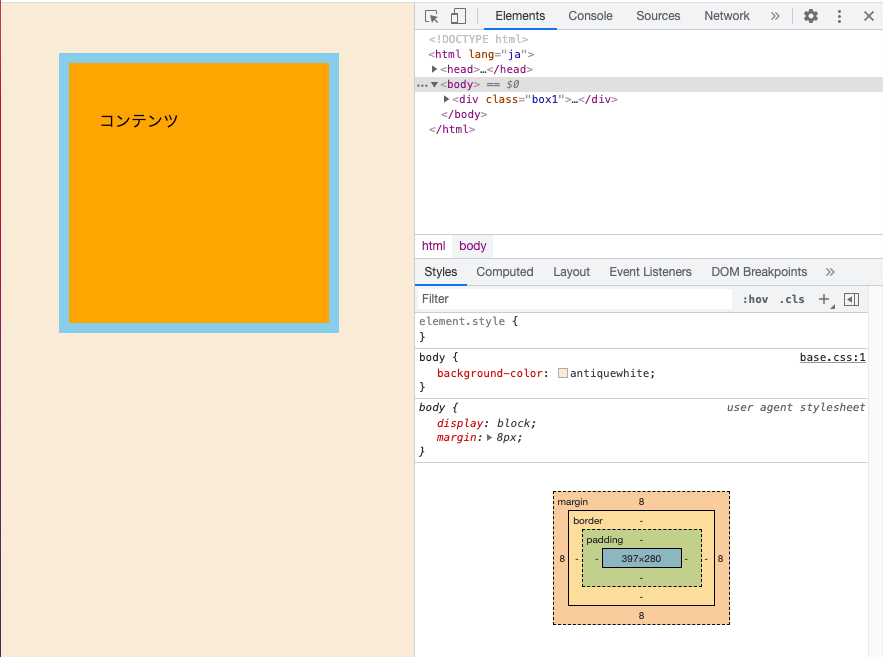 コンテンツ
Elements Console Sources Network »
<!DOCTYPE html>
<html lang="ja">
<head>…</head>
<body> == $0
<div class="box1">…</div>
</body>
</html>
html body
Styles Computed Layout Event Listeners DOM Breakpoints »
Filter :hov .cls +
element.style {
}
body { base.css:1
background-color: antiquewhite;
}
body { user agent stylesheet
display: block;
margin: 8px;
}
margin 8
border -
padding -
8 - - 397×280 - - 8
-
-
8